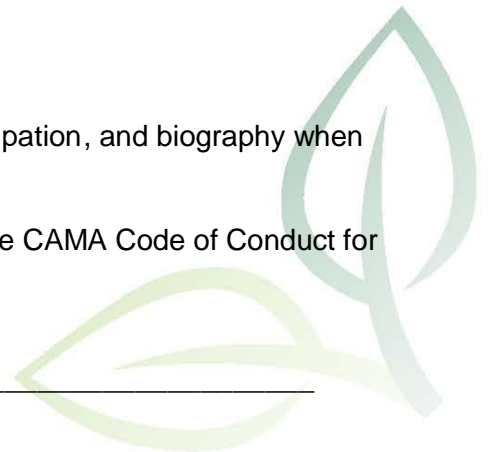 pation, and biography when
e CAMA Code of Conduct for